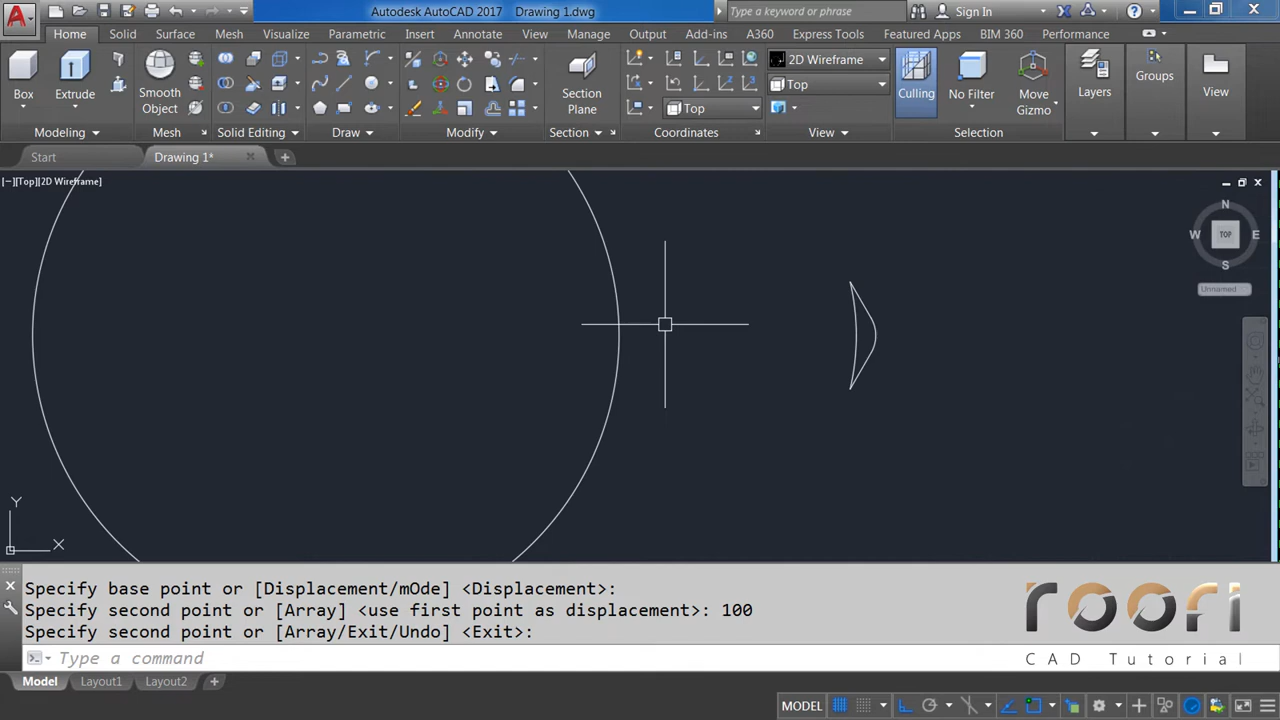 Autodesk AutoCAD 2017 Drawing 1.dwg
Type a keyword or phrase
Sign In
Home Solid Surface Mesh Visualize Parametric Insert Annotate View Manage Output Add-ins A360 Express Tools Featured Apps BIM 360 Performance
Box
Extrude
Smooth
Object
Section
Plane
2D Wireframe
Top
Top
Culling
No Filter
Move
Gizmo
Layers
Groups
View
Modeling Mesh Solid Editing Draw Modify Section Coordinates View Selection
Start Drawing 1*
[−][Top][2D Wireframe]
N
W TOP E
S
Unnamed
Y
X
Specify base point or [Displacement/mOde] <Displacement>:
Specify second point or [Array] <use first point as displacement>: 100
Specify second point or [Array/Exit/Undo] <Exit>:
Type a command
roori
CAD Tutorial
Model Layout1 Layout2
MODEL